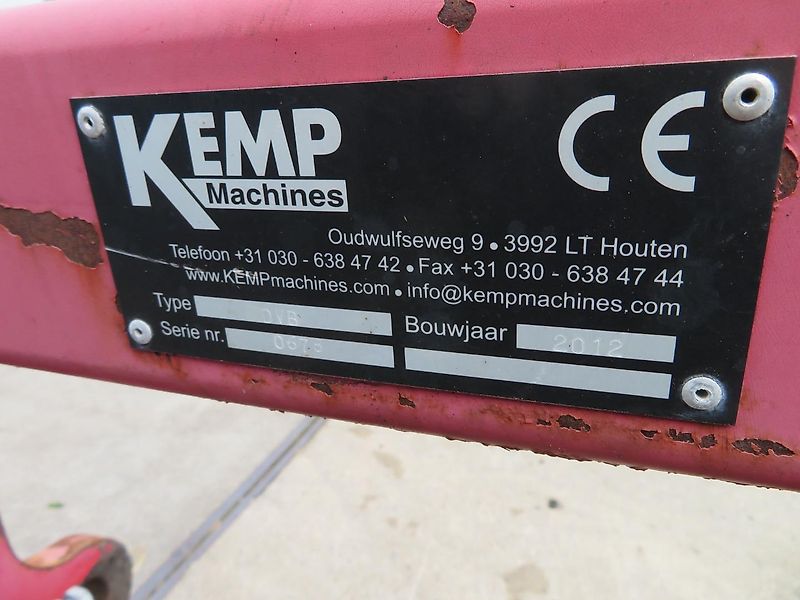 KEMP
Machines
CE
Oudwulfseweg 9 • 3992 LT Houten
Telefoon +31 030 - 638 47 42 • Fax +31 030 - 638 47 44
www.KEMPmachines.com • info@kempmachines.com
Type Bouwjaar 2012
Serie nr.